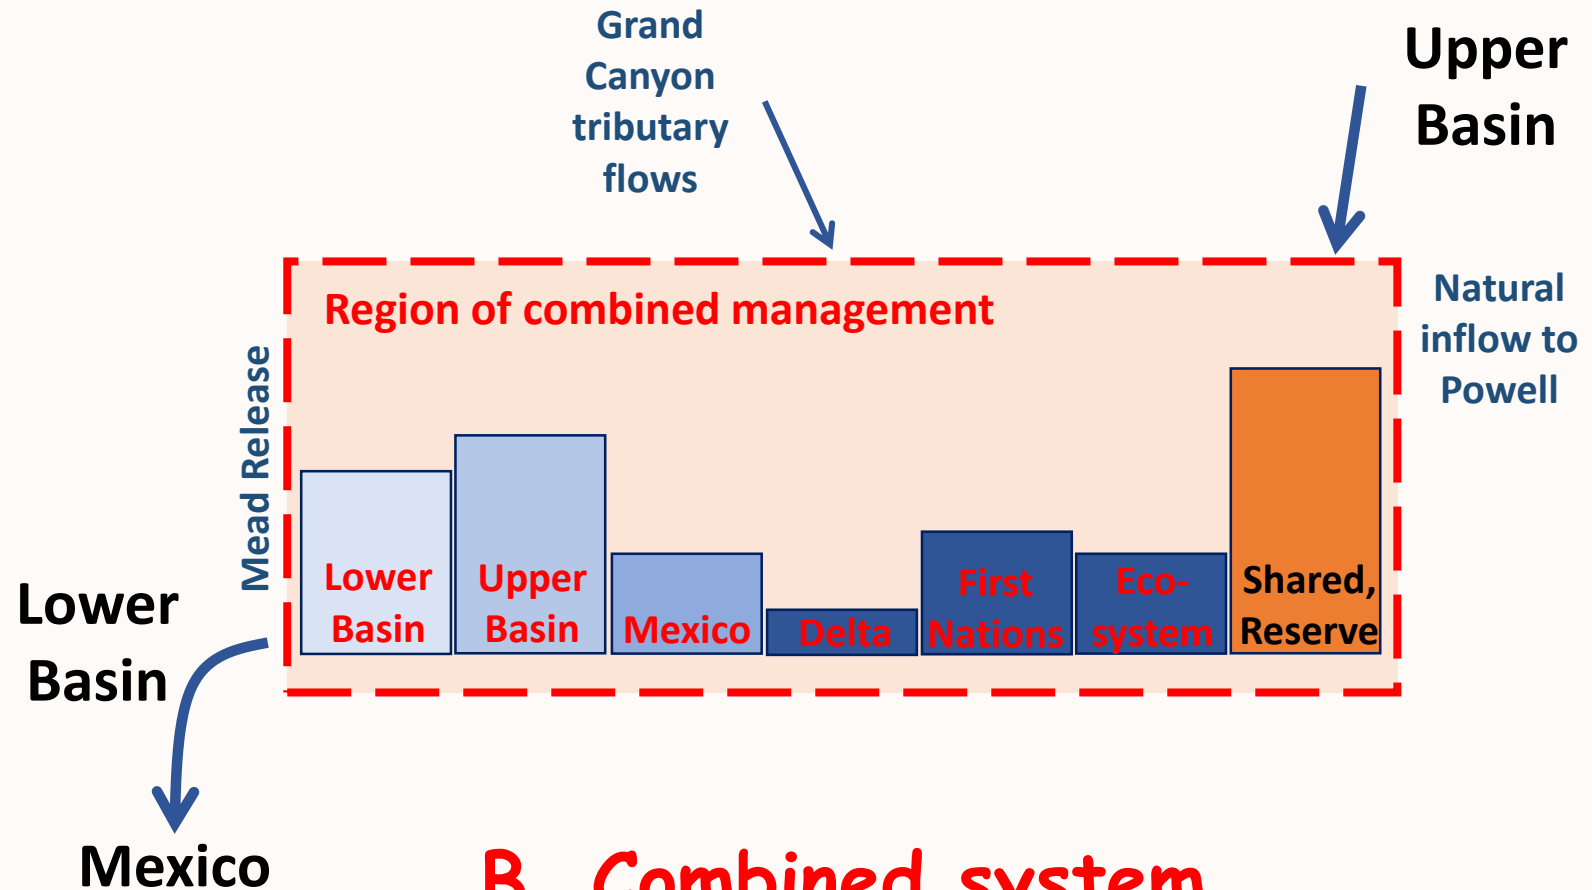 Grand
Canyon
tributary
flows
Upper
Basin
Natural
inflow to
Powell
Region of combined management
Mead Release
Lower
Basin
Upper
Basin
Mexico
Delta
First
Nations
Eco-
system
Shared,
Reserve
Lower
Basin
Mexico
B. Combined system